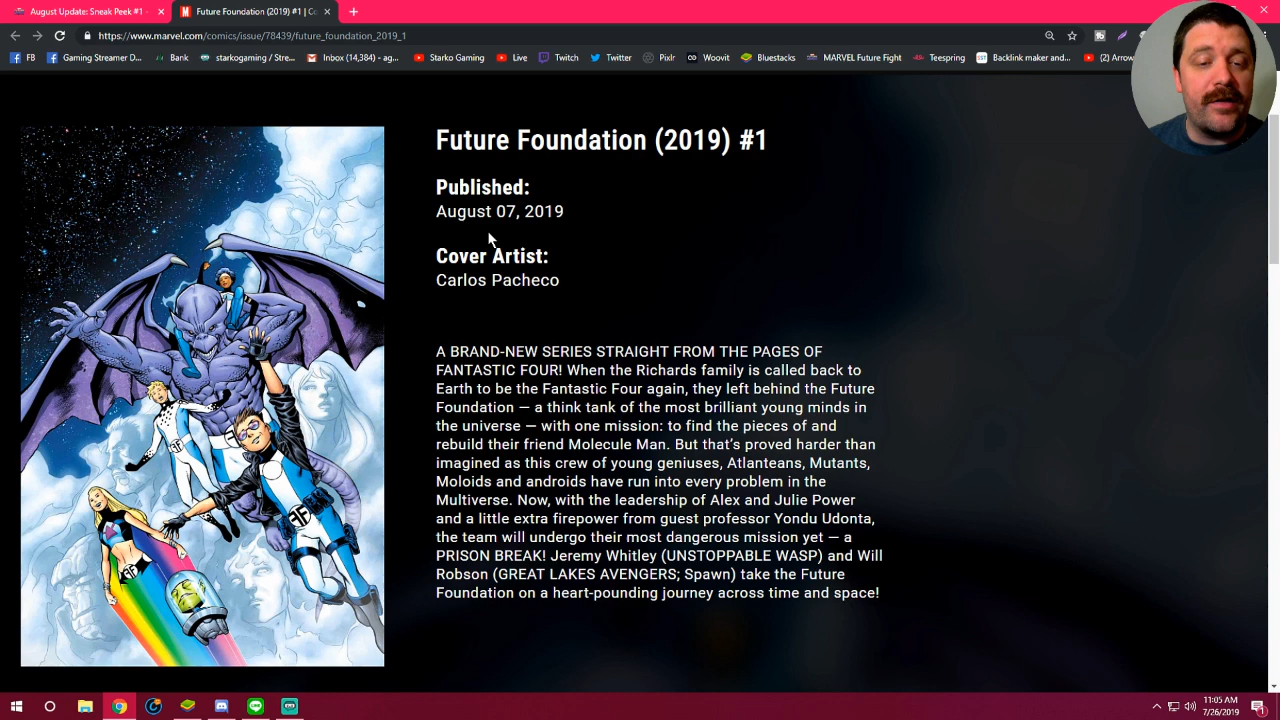 August Update: Sneak Peek #1 -
Future Foundation (2019) #1 | Co
https://www.marvel.com/comics/issue/78439/future_foundation_2019_1
FB
Gaming Streamer D...
Bank
starkogaming / Stre...
Inbox (14,384) - ag...
Starko Gaming
Live
Twitch
Twitter
Pixlr
Woovit
Bluestacks
MARVEL Future Fight
Teespring
Backlink maker and...
(2) Arrow
Future Foundation (2019) #1
Published:
August 07, 2019
Cover Artist:
Carlos Pacheco
A BRAND-NEW SERIES STRAIGHT FROM THE PAGES OF
FANTASTIC FOUR! When the Richards family is called back to
Earth to be the Fantastic Four again, they left behind the Future
Foundation — a think tank of the most brilliant young minds in
the universe — with one mission: to find the pieces of and
rebuild their friend Molecule Man. But that's proved harder than
imagined as this crew of young geniuses, Atlanteans, Mutants,
Moloids and androids have run into every problem in the
Multiverse. Now, with the leadership of Alex and Julie Power
and a little extra firepower from guest professor Yondu Udonta,
the team will undergo their most dangerous mission yet — a
PRISON BREAK! Jeremy Whitley (UNSTOPPABLE WASP) and Will
Robson (GREAT LAKES AVENGERS; Spawn) take the Future
Foundation on a heart-pounding journey across time and space!
11:05 AM
7/26/2019